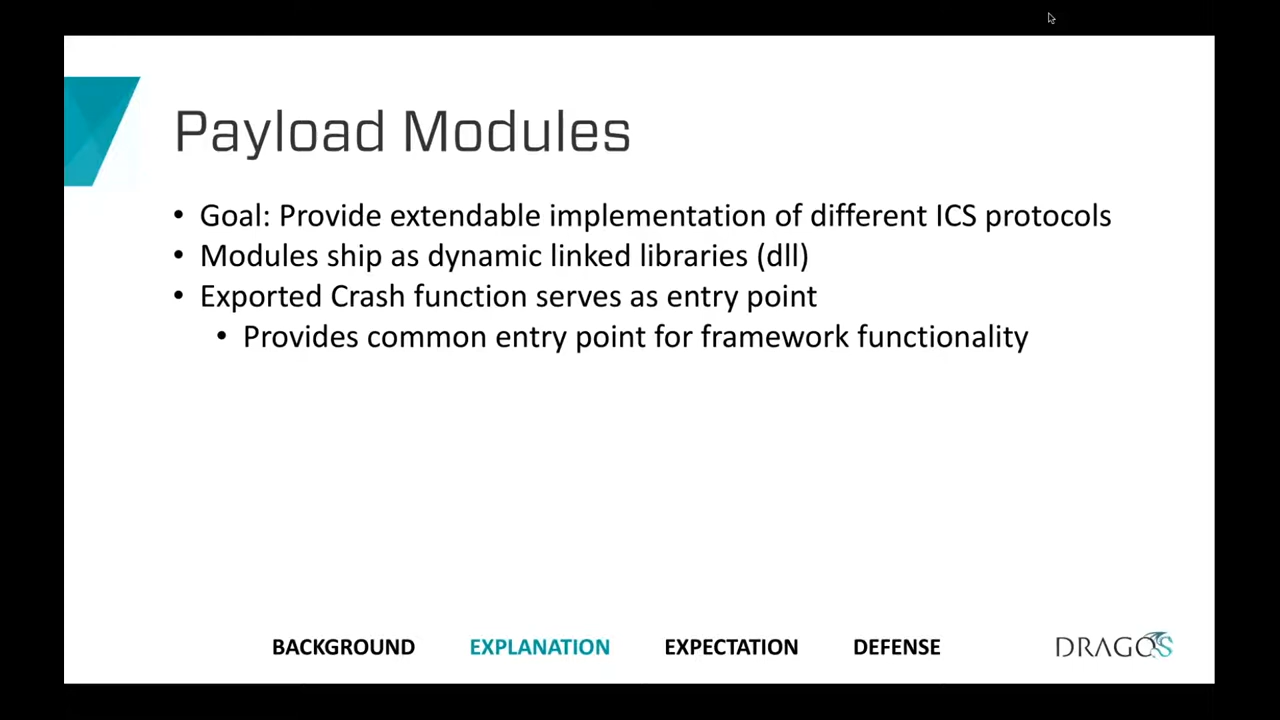 Payload Modules
• Goal: Provide extendable implementation of different ICS protocols
• Modules ship as dynamic linked libraries (dll)
• Exported Crash function serves as entry point
• Provides common entry point for framework functionality
BACKGROUND EXPLANATION EXPECTATION DEFENSE DRAGOS